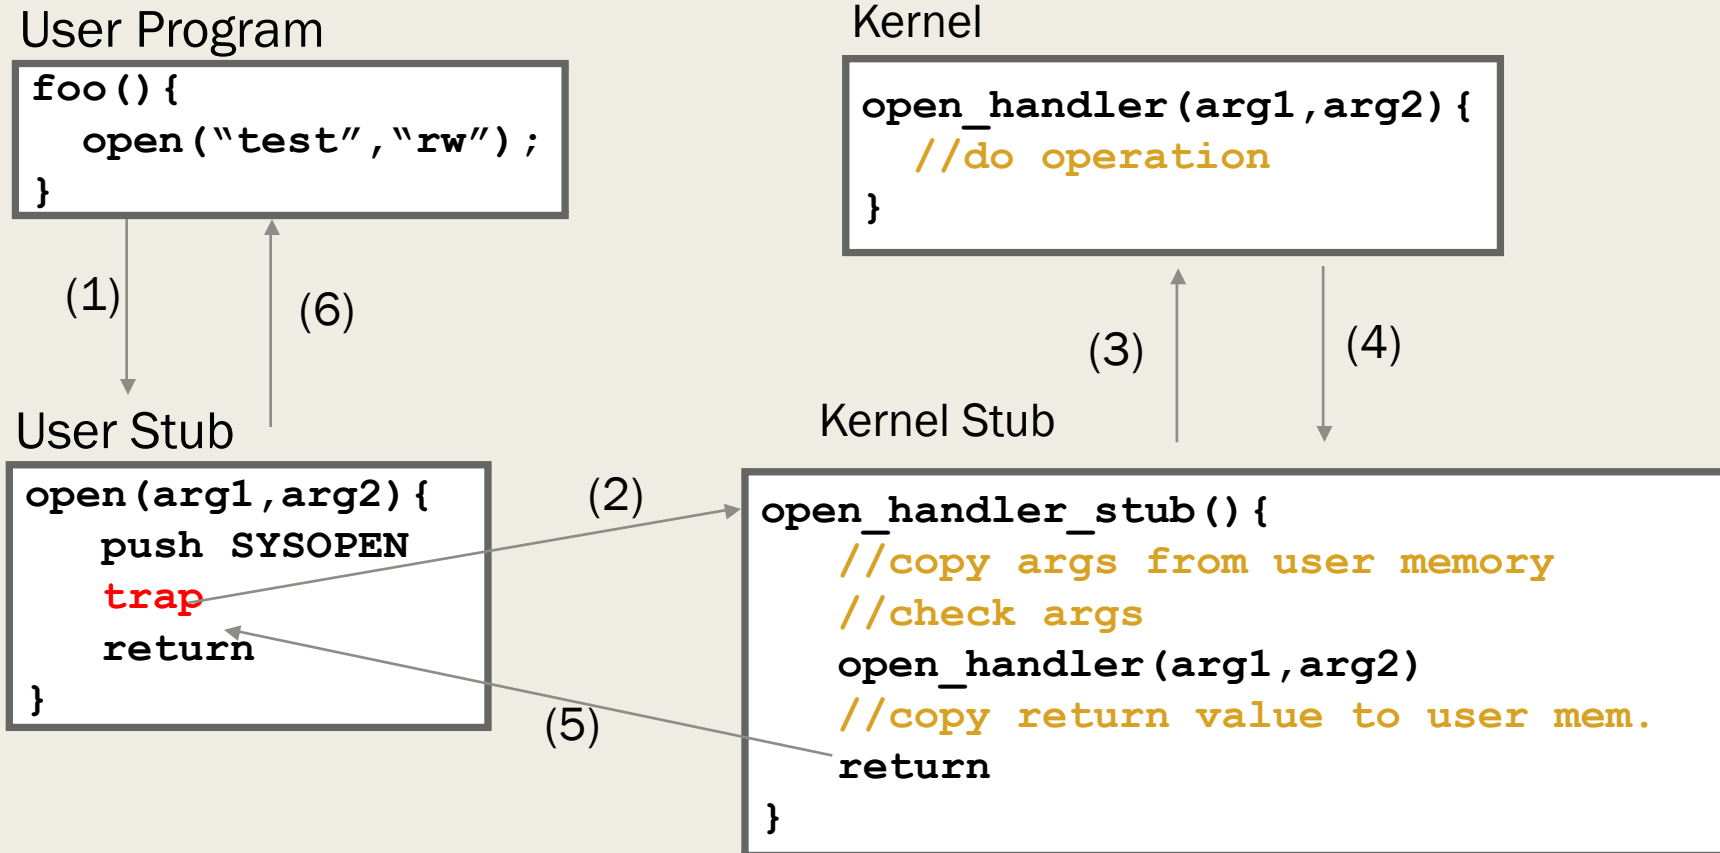 User Program
foo(){
open(“test”,“rw”);
}
(1)
(6)
User Stub
open(arg1,arg2){
push SYSOPEN
trap
return
}
(2)
(5)
Kernel
open_handler(arg1,arg2){
//do operation
}
(3)
(4)
Kernel Stub
open_handler_stub(){
//copy args from user memory
//check args
open_handler(arg1,arg2)
//copy return value to user mem.
return
}